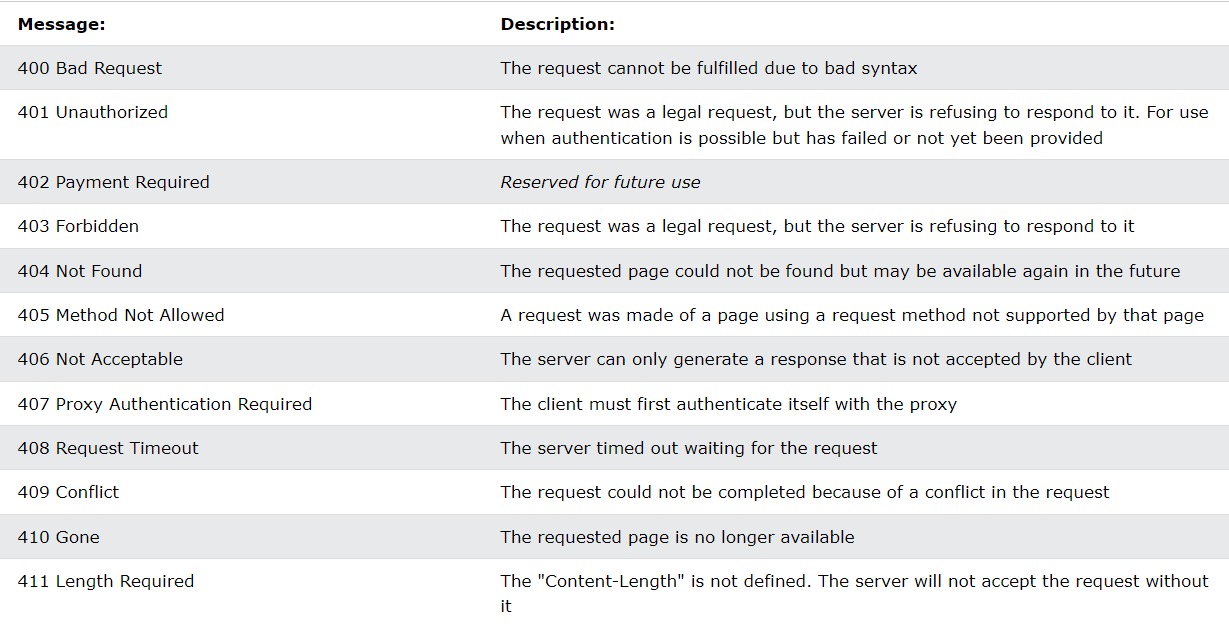 Message: Description:
400 Bad Request The request cannot be fulfilled due to bad syntax
401 Unauthorized The request was a legal request, but the server is refusing to respond to it. For use
when authentication is possible but has failed or not yet been provided
402 Payment Required Reserved for future use
403 Forbidden The request was a legal request, but the server is refusing to respond to it
404 Not Found The requested page could not be found but may be available again in the future
405 Method Not Allowed A request was made of a page using a request method not supported by that page
406 Not Acceptable The server can only generate a response that is not accepted by the client
407 Proxy Authentication Required The client must first authenticate itself with the proxy
408 Request Timeout The server timed out waiting for the request
409 Conflict The request could not be completed because of a conflict in the request
410 Gone The requested page is no longer available
411 Length Required The "Content-Length" is not defined. The server will not accept the request without
it